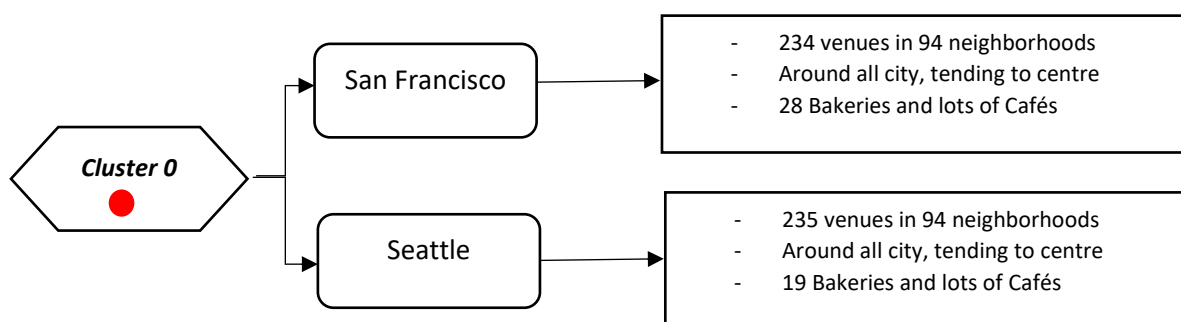 Cluster 0
San Francisco
- 234 venues in 94 neighborhoods
- Around all city, tending to centre
- 28 Bakeries and lots of Cafés
Seattle
- 235 venues in 94 neighborhoods
- Around all city, tending to centre
- 19 Bakeries and lots of Cafés